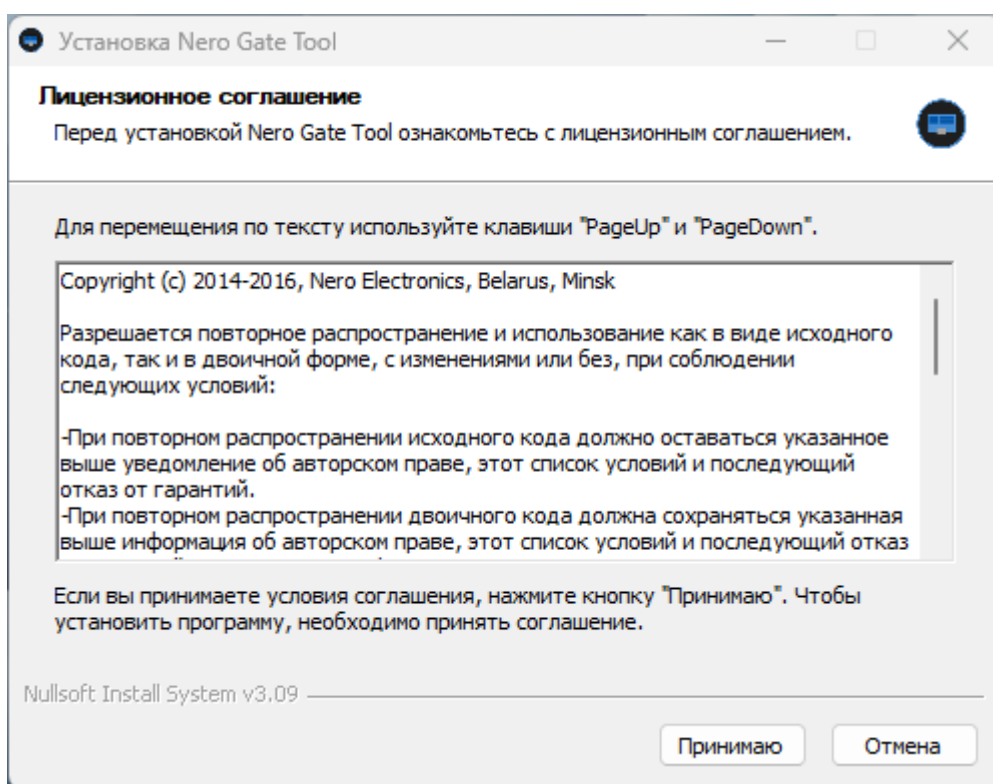 Установка Nero Gate Tool
Лицензионное соглашение
Перед установкой Nero Gate Tool ознакомьтесь с лицензионным соглашением.
Для перемещения по тексту используйте клавиши "PageUp" и "PageDown".
Copyright (c) 2014-2016, Nero Electronics, Belarus, Minsk
Разрешается повторное распространение и использование как в виде исходного
кода, так и в двоичной форме, с изменениями или без, при соблюдении
следующих условий:
-При повторном распространении исходного кода должно оставаться указанное
выше уведомление об авторском праве, этот список условий и последующий
отказ от гарантий.
-При повторном распространении двоичного кода должна сохраняться указанная
выше информация об авторском праве, этот список условий и последующий отказ
Если вы принимаете условия соглашения, нажмите кнопку "Принимаю". Чтобы
установить программу, необходимо принять соглашение.
Nullsoft Install System v3.09
Принимаю
Отмена